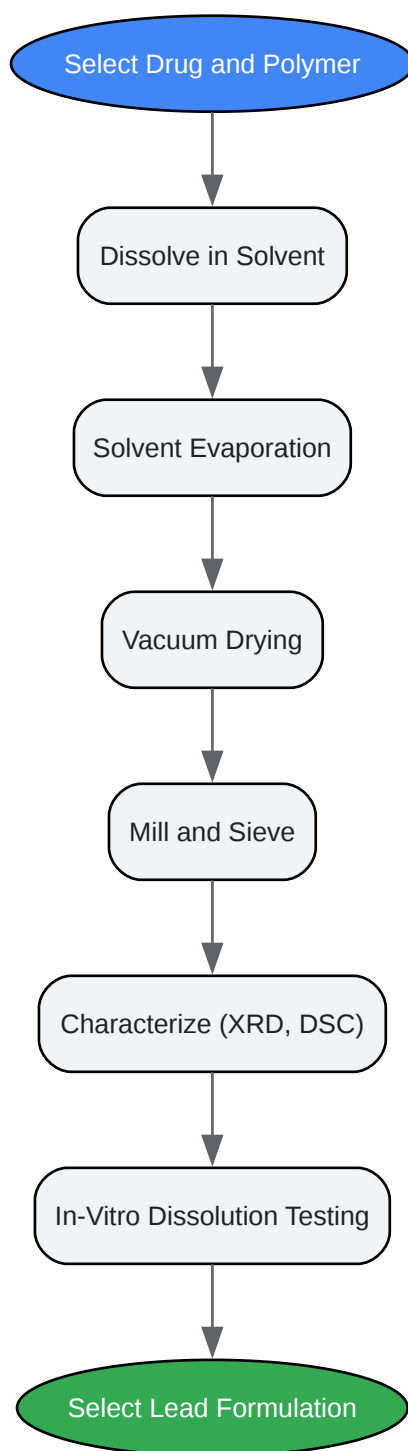 Select Drug and Polymer
Dissolve in Solvent
Solvent Evaporation
Vacuum Drying
Mill and Sieve
Characterize (XRD, DSC)
In-Vitro Dissolution Testing
Select Lead Formulation